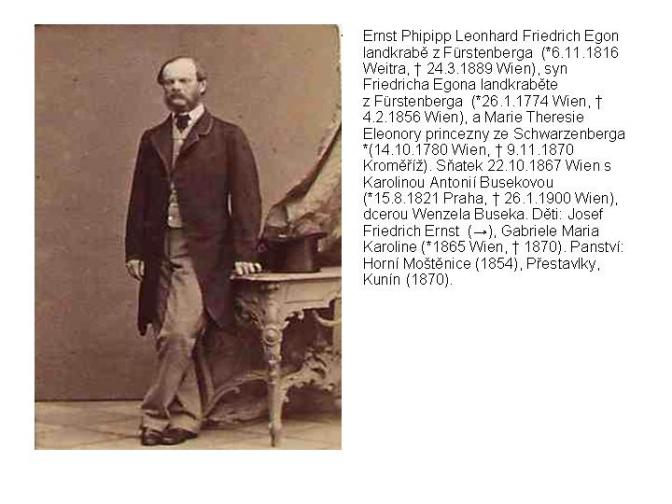 Ernst Phipipp Leonhard Friedrich Egon
landkrabě z Fürstenberga  (*6.11.1816
Weitra, † 24.3.1889 Wien), syn
Friedricha Egona landkraběte
z Fürstenberga  (*26.1.1774 Wien, †
4.2.1856 Wien), a Marie Theresie
Eleonory princezny ze Schwarzenberga
*(14.10.1780 Wien, † 9.11.1870
Kroměříž). Sňatek 22.10.1867 Wien s
Karolinou Antonií Busekovou
(*15.8.1821 Praha, † 26.1.1900 Wien),
dcerou Wenzela Buseka. Děti: Josef
Friedrich Ernst  (→), Gabriele Maria
Karoline (*1865 Wien, † 1870). Panství:
Horní Moštěnice (1854), Přestavlky,
Kunín (1870).